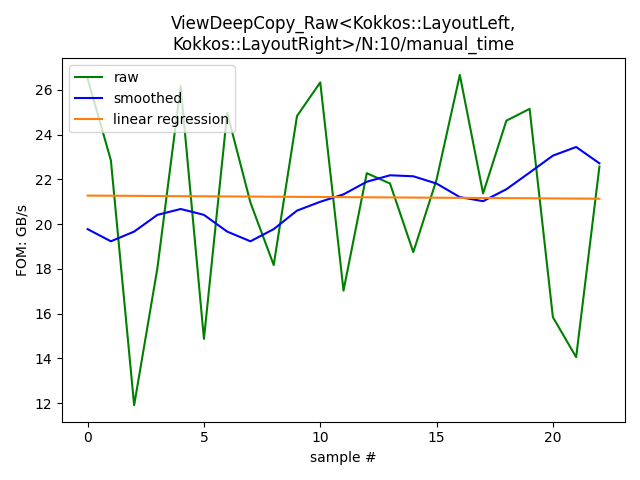 ViewDeepCopy_Raw<Kokkos::LayoutLeft,
Kokkos::LayoutRight>/N:10/manual_time
raw
smoothed
linear regression
FOM: GB/s
26
24
22
20
18
16
14
12
0
5
10
15
20
sample #